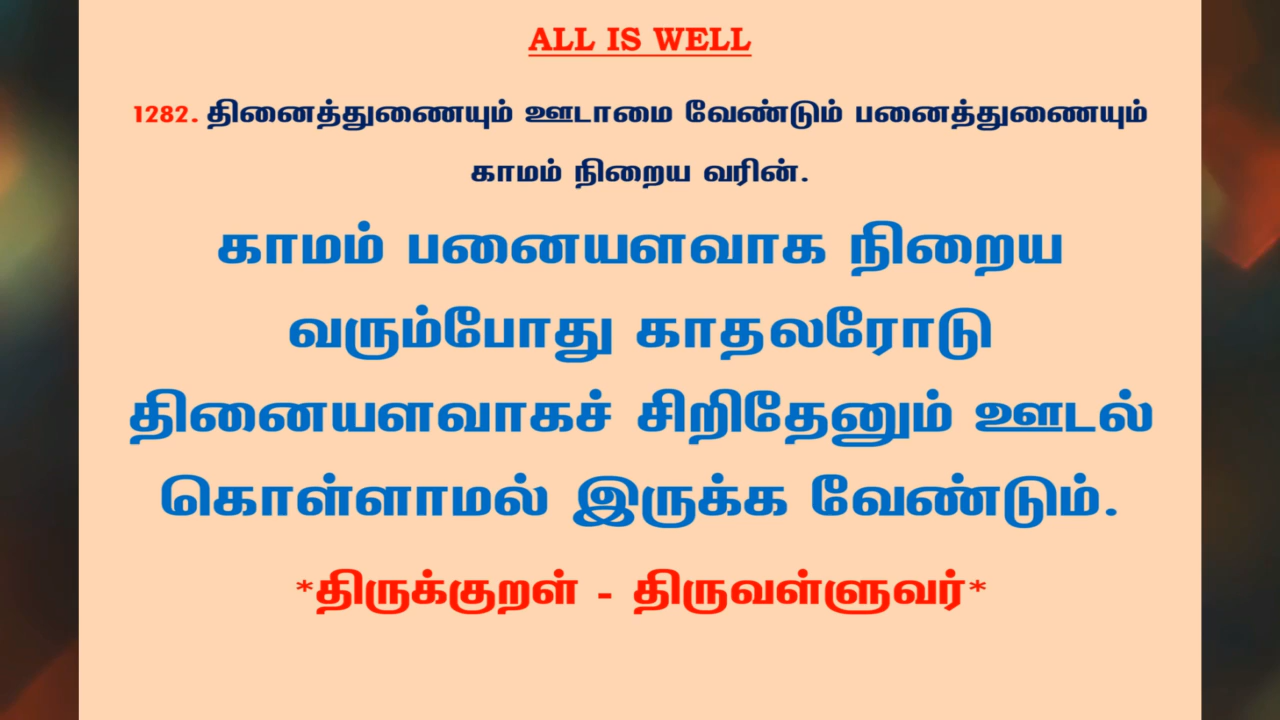 ALL IS WELL
1282. தினைத்துணையும் ஊடாமை வேண்டும் பனைத்துணையும்
காமம் நிறைய வரின்.
காமம் பனையளவாக நிறைய
வரும்போது காதலரோடு
தினையளவாகச் சிறிதேனும் ஊடல்
கொள்ளாமல் இருக்க வேண்டும்.
*திருக்குறள் - திருவள்ளுவர்*